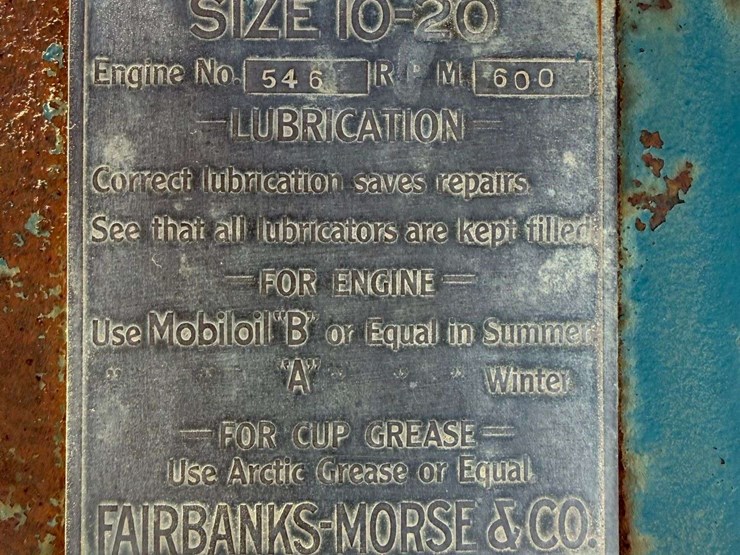 SIZE 10-20
Engine No. 546 R P M 600
LUBRICATION
Correct lubrication saves repairs
See that all lubricators are kept filled
FOR ENGINE
Use Mobiloil "B" or Equal in Summer
" "A" " " " Winter
FOR CUP GREASE
Use Arctic Grease or Equal
FAIRBANKS-MORSE & CO.